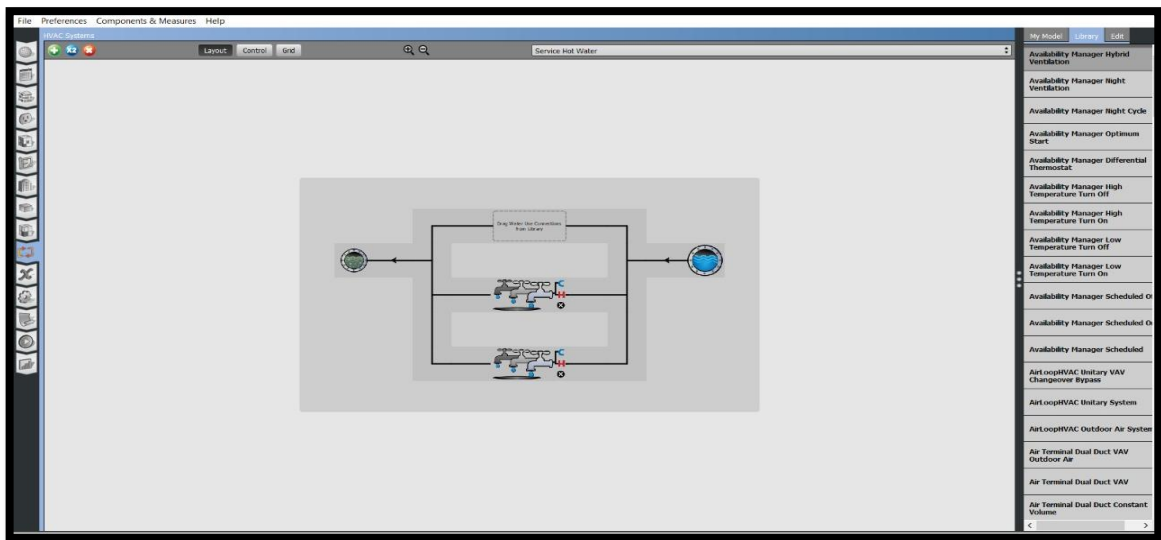 File Preferences Components & Measures Help
HVAC Systems
My Model Library Edit
x2
Layout Control Grid
Service Hot Water
Availability Manager Hybrid
Ventilation
Availability Manager Night
Ventilation
Availability Manager Night Cycle
Availability Manager Optimum
Start
Availability Manager Differential
Thermostat
Availability Manager High
Temperature Turn Off
Availability Manager High
Temperature Turn On
Availability Manager Low
Temperature Turn Off
Availability Manager Low
Temperature Turn On
Availability Manager Scheduled O
Availability Manager Scheduled O
Availability Manager Scheduled
AirLoopHVAC Unitary VAV
Changeover Bypass
AirLoopHVAC Unitary System
AirLoopHVAC Outdoor Air System
Air Terminal Dual Duct VAV
Outdoor Air
Air Terminal Dual Duct VAV
Air Terminal Dual Duct Constant
Volume
Drag Water Use Connections
from Library
C
H
C
H